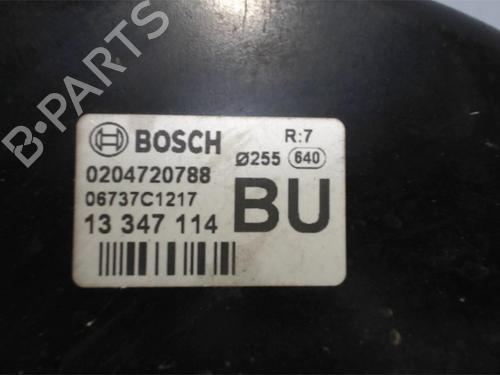 B-PARTS
BOSCH
R:7
Ø255 640
0204720788
06737C1217
13 347 114
BU